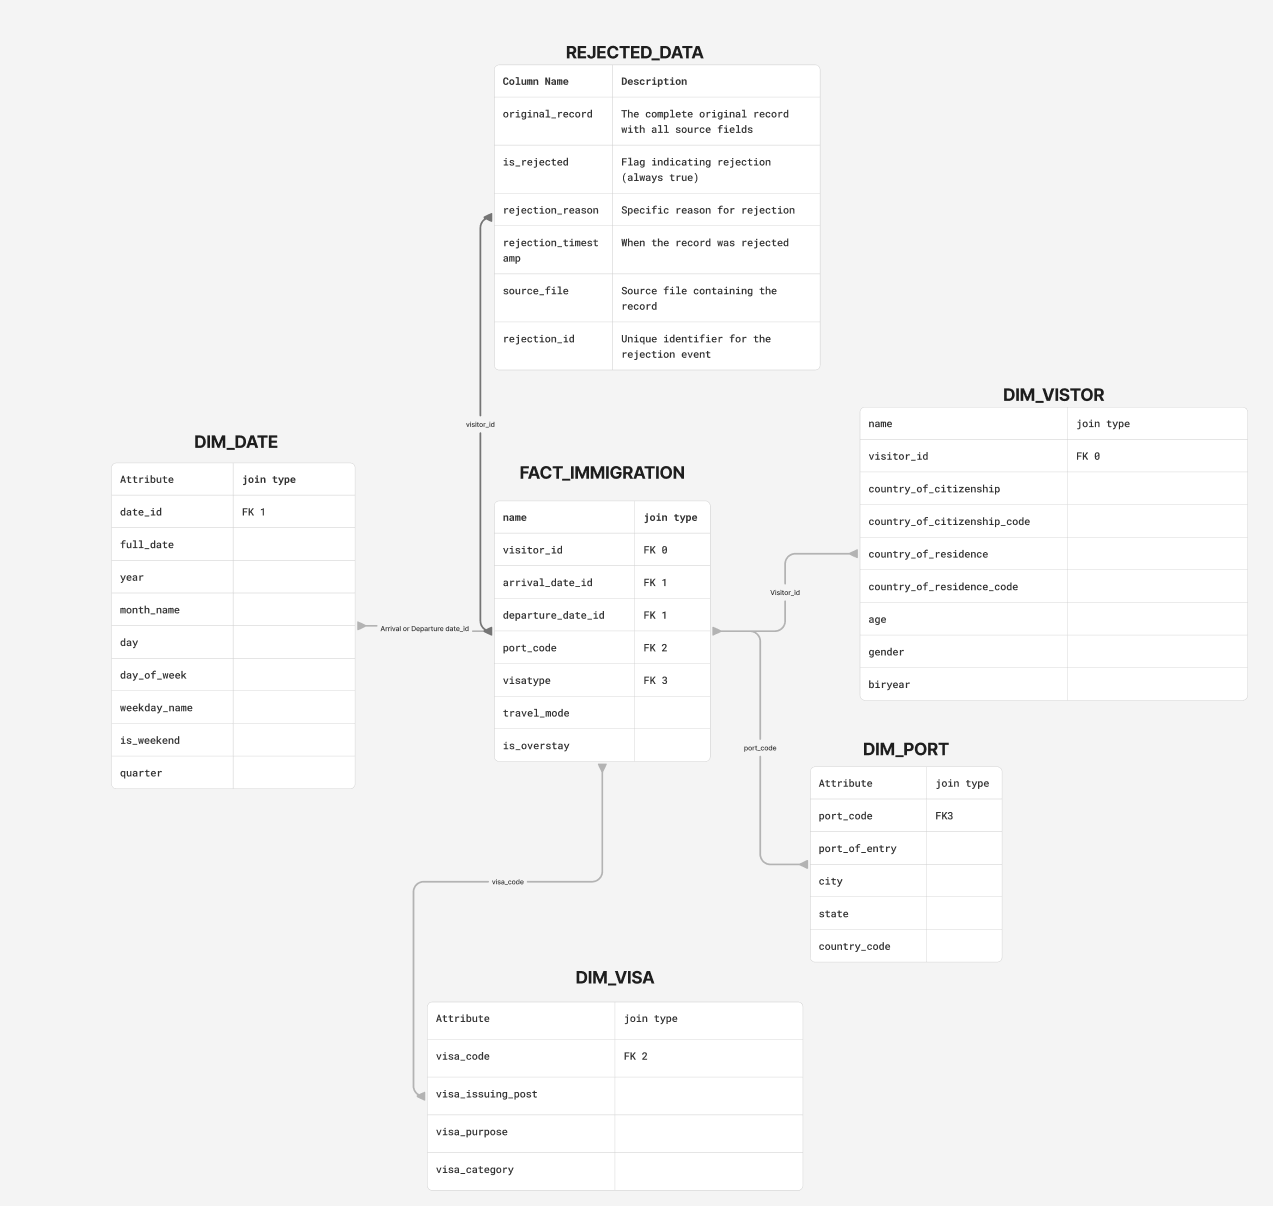 REJECTED_DATA
Column Name Description
original_record The complete original record
with all source fields
is_rejected Flag indicating rejection
(always true)
rejection_reason Specific reason for rejection
rejection_timest When the record was rejected
amp
source_file Source file containing the
record
rejection_id Unique identifier for the
rejection event
visitor_id
DIM_DATE
Attribute join type
date_id FK 1
full_date
year
month_name
day
day_of_week
weekday_name
is_weekend
quarter
Arrival or Departure date_id
FACT_IMMIGRATION
name join type
visitor_id FK 0
arrival_date_id FK 1
departure_date_id FK 1
port_code FK 2
visatype FK 3
travel_mode
is_overstay
Visitor_id
DIM_VISTOR
name join type
visitor_id FK 0
country_of_citizenship
country_of_citizenship_code
country_of_residence
country_of_residence_code
age
gender
biryear
port_code
DIM_PORT
Attribute join type
port_code FK3
port_of_entry
city
state
country_code
visa_code
DIM_VISA
Attribute join type
visa_code FK 2
visa_issuing_post
visa_purpose
visa_category